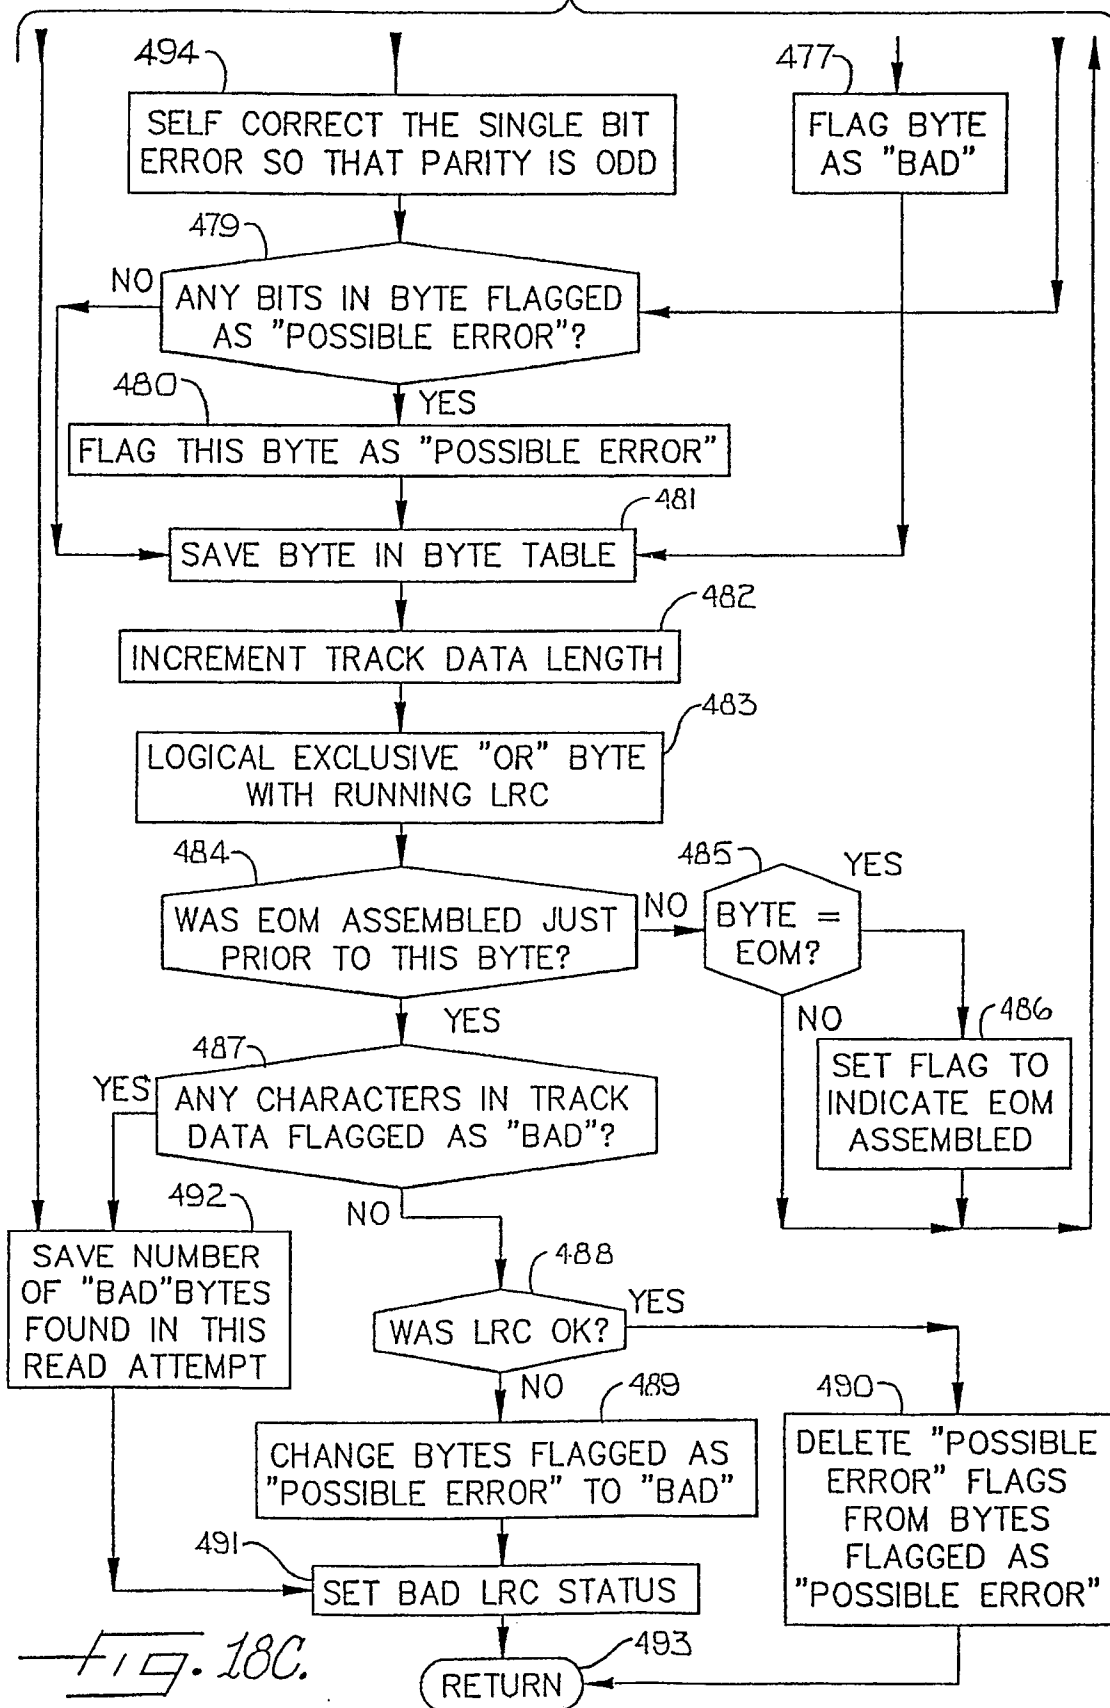 494
SELF CORRECT THE SINGLE BIT
ERROR SO THAT PARITY IS ODD
477
FLAG BYTE
AS "BAD"
479
NO
ANY BITS IN BYTE FLAGGED
AS "POSSIBLE ERROR"?
480
YES
FLAG THIS BYTE AS "POSSIBLE ERROR"
481
SAVE BYTE IN BYTE TABLE
482
INCREMENT TRACK DATA LENGTH
483
LOGICAL EXCLUSIVE "OR" BYTE
WITH RUNNING LRC
484
WAS EOM ASSEMBLED JUST
PRIOR TO THIS BYTE?
NO
485
YES
BYTE =
EOM?
NO
486
SET FLAG TO
INDICATE EOM
ASSEMBLED
YES
487
YES
ANY CHARACTERS IN TRACK
DATA FLAGGED AS "BAD"?
NO
492
SAVE NUMBER
OF "BAD"BYTES
FOUND IN THIS
READ ATTEMPT
488
WAS LRC OK?
YES
NO
489
CHANGE BYTES FLAGGED AS
"POSSIBLE ERROR" TO "BAD"
490
DELETE "POSSIBLE
ERROR" FLAGS
FROM BYTES
FLAGGED AS
"POSSIBLE ERROR"
491
SET BAD LRC STATUS
493
RETURN
Fig. 18C.